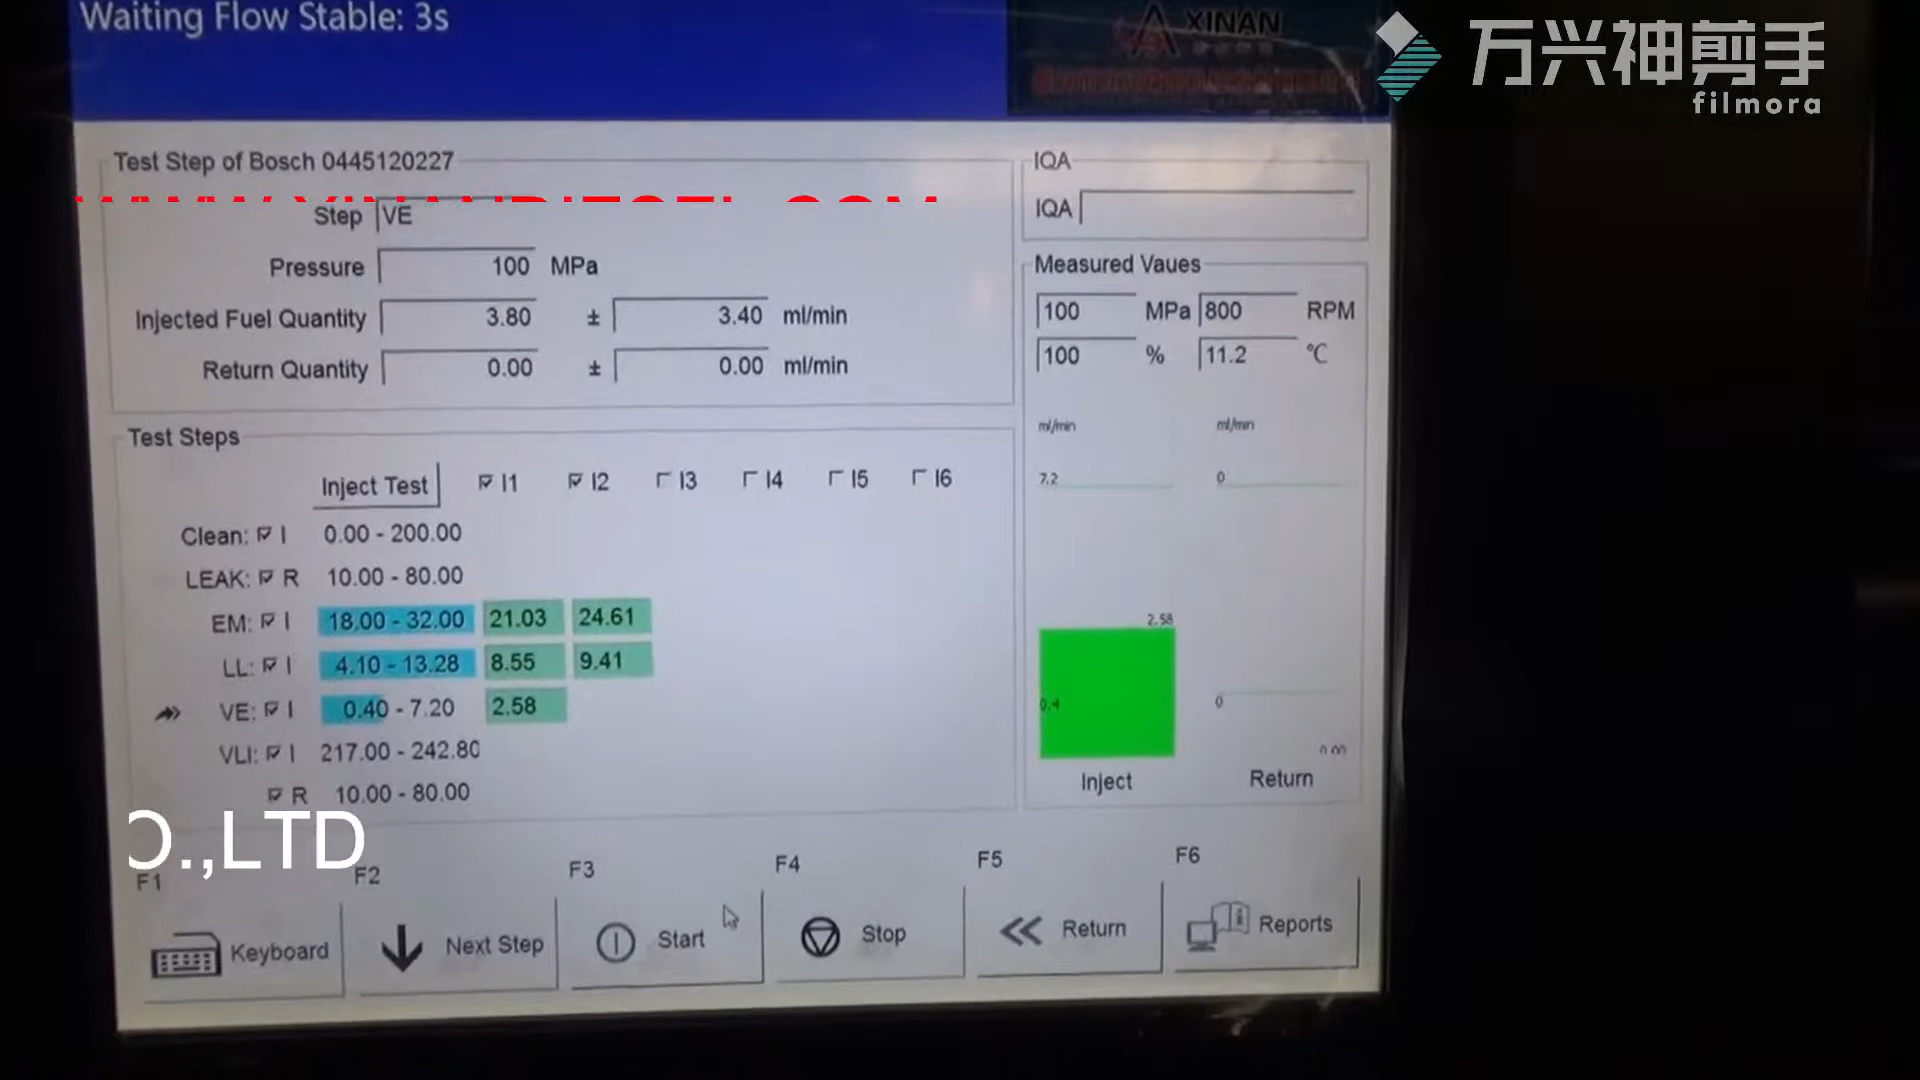 Waiting Flow Stable: 3s
XINAN
万兴神剪手
filmora
Test Step of Bosch 0445120227
WWW.XINANDIESEL.COM
Step VE
Pressure 100 MPa
Injected Fuel Quantity 3.80 ± 3.40 ml/min
Return Quantity 0.00 ± 0.00 ml/min
IQA
IQA
Measured Vaues
100 MPa 800 RPM
100 % 11.2 ℃
ml/min ml/min
7.2 0
2.58
0.4 0
0.00
Inject Return
Test Steps
Inject Test I1 I2 I3 I4 I5 I6
Clean: I 0.00 - 200.00
LEAK: R 10.00 - 80.00
EM: I 18.00 - 32.00 21.03 24.61
LL: I 4.10 - 13.28 8.55 9.41
VE: I 0.40 - 7.20 2.58
VLI: I 217.00 - 242.80
R 10.00 - 80.00
O.,LTD
F1 F2 F3 F4 F5 F6
Keyboard Next Step Start Stop Return Reports